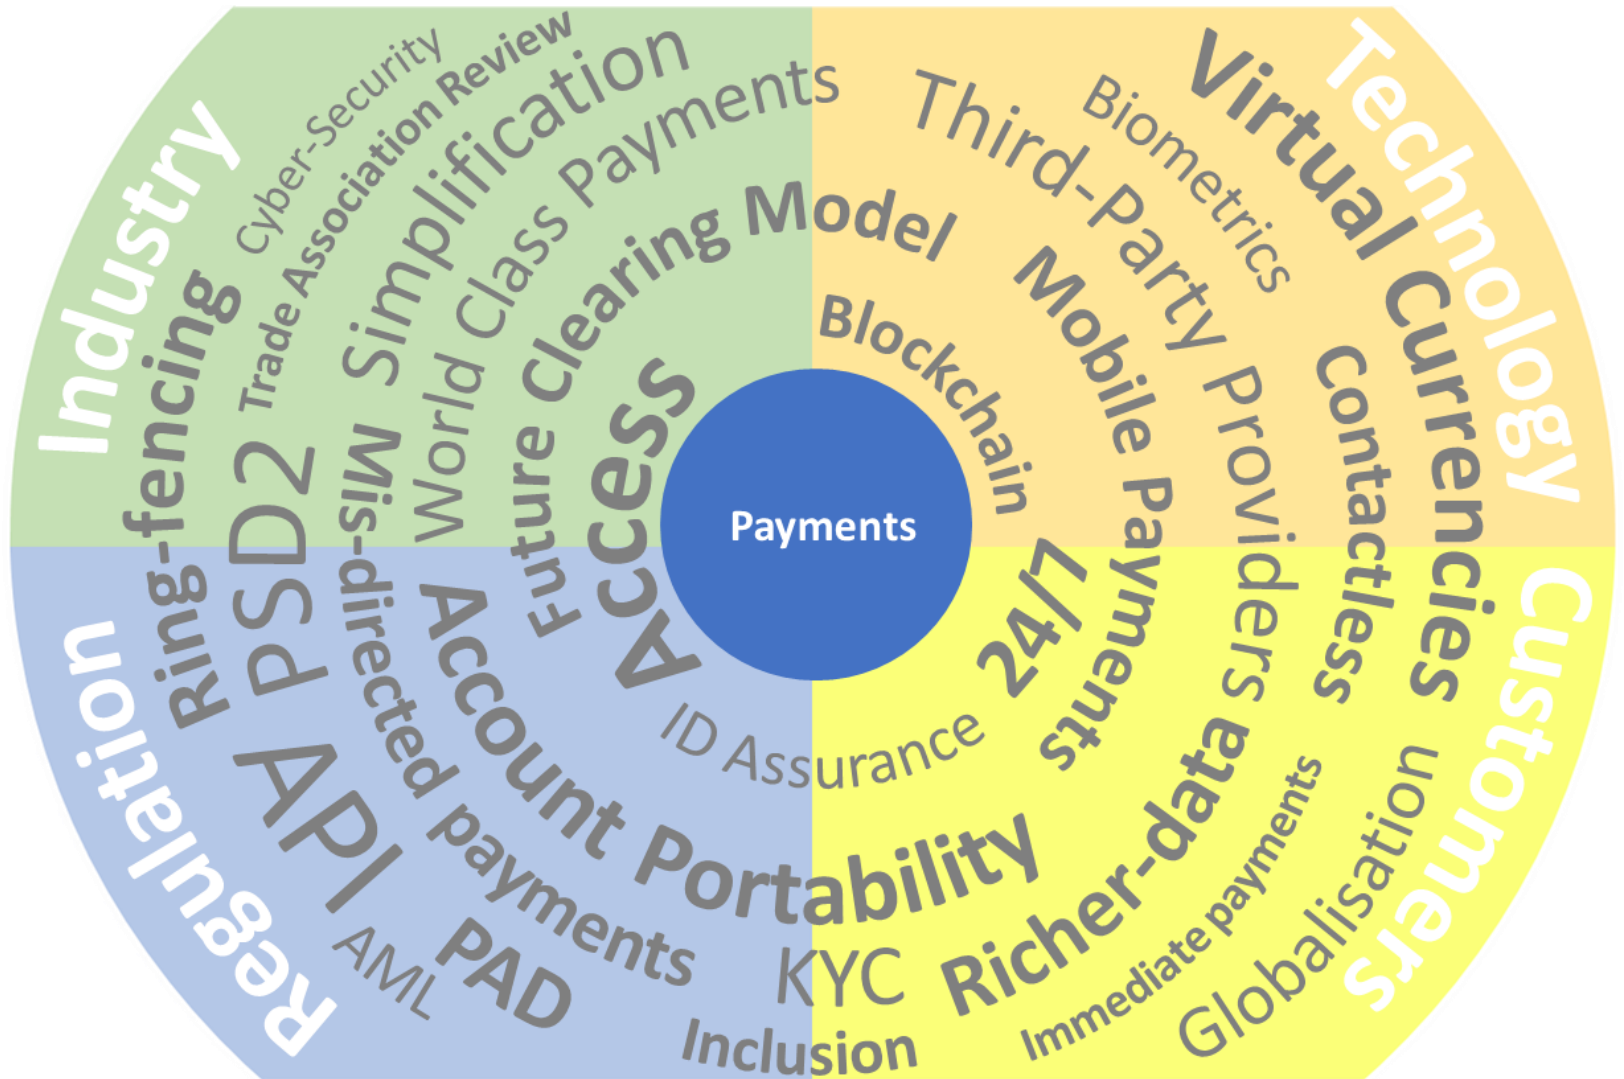 Industry
Cyber-Security
Trade Association Review
Simplification
World Class Payments
Future Clearing Model
Access
Ring-fencing
PSD2
Mis-directed payments
Technology
Virtual Currencies
Biometrics
Third-Party Providers
Mobile Payments
Contactless
Blockchain
Payments
Regulation
API
AML
PAD
Account Portability
ID Assurance
KYC
Inclusion
Customers
24/7
Richer-data
Immediate payments
Globalisation